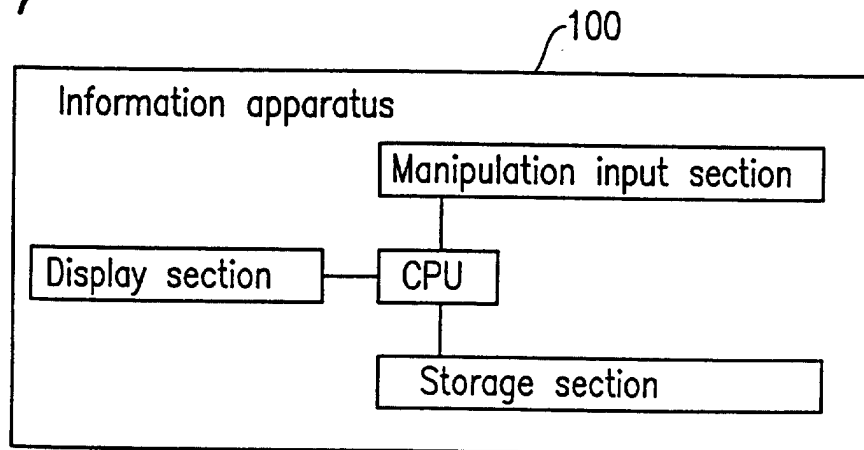 100
Information apparatus
Manipulation input section
Display section
CPU
Storage section